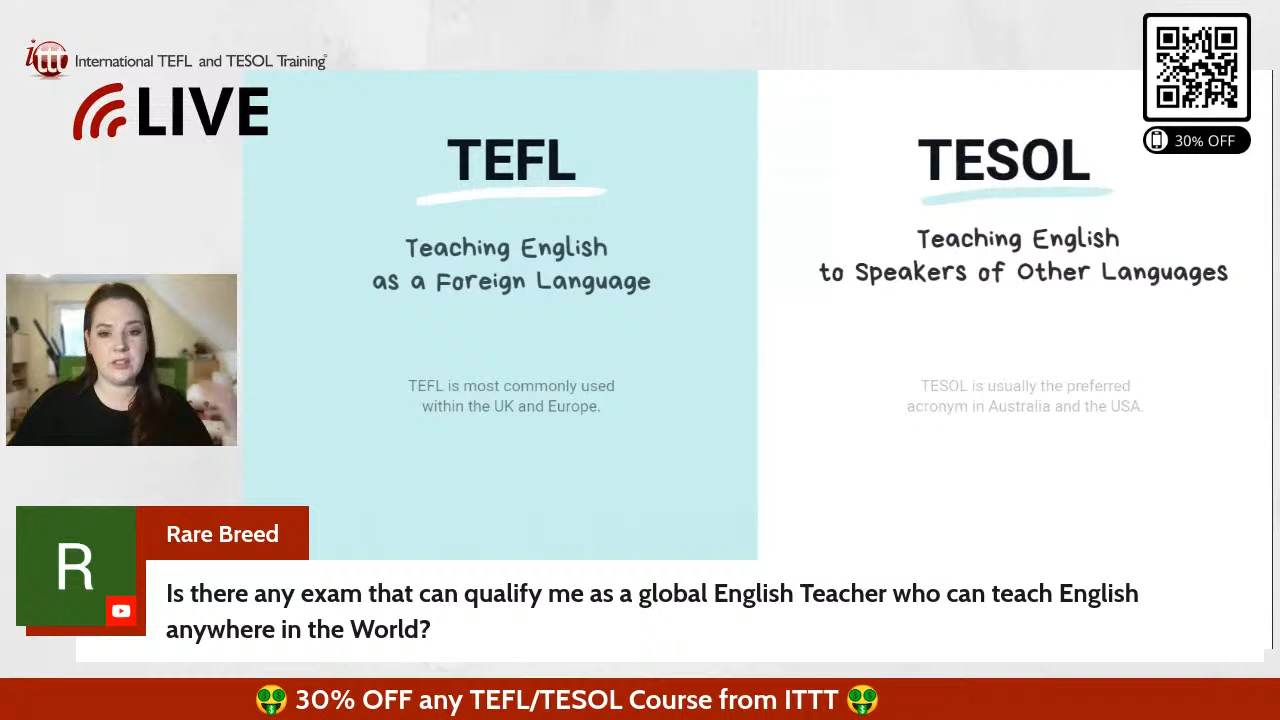 ittt International TEFL and TESOL Training®
LIVE
30% OFF
TEFL
Teaching English
as a Foreign Language
TEFL is most commonly used
within the UK and Europe.
TESOL
Teaching English
to Speakers of Other Languages
TESOL is usually the preferred
acronym in Australia and the USA.
R
Rare Breed
Is there any exam that can qualify me as a global English Teacher who can teach English
anywhere in the World?
🤑 30% OFF any TEFL/TESOL Course from ITTT 🤑